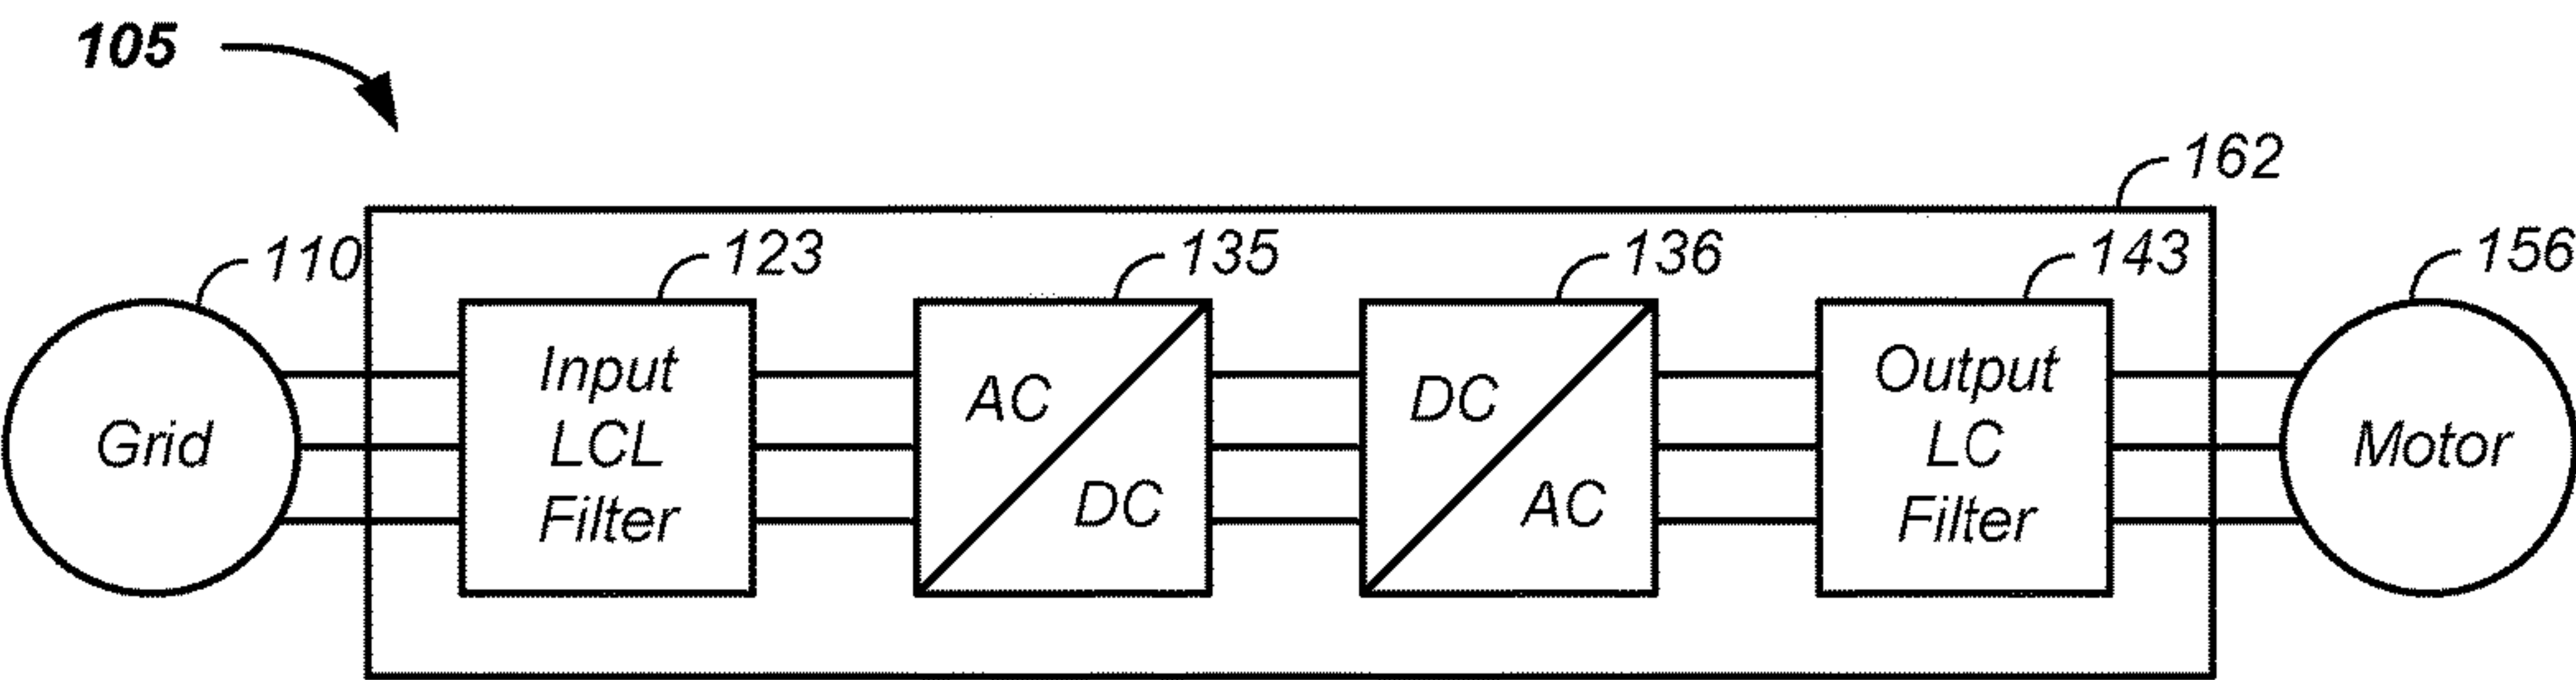 105
162
110
123
135
136
143
156
Grid
Input
LCL
Filter
AC
DC
DC
AC
Output
LC
Filter
Motor